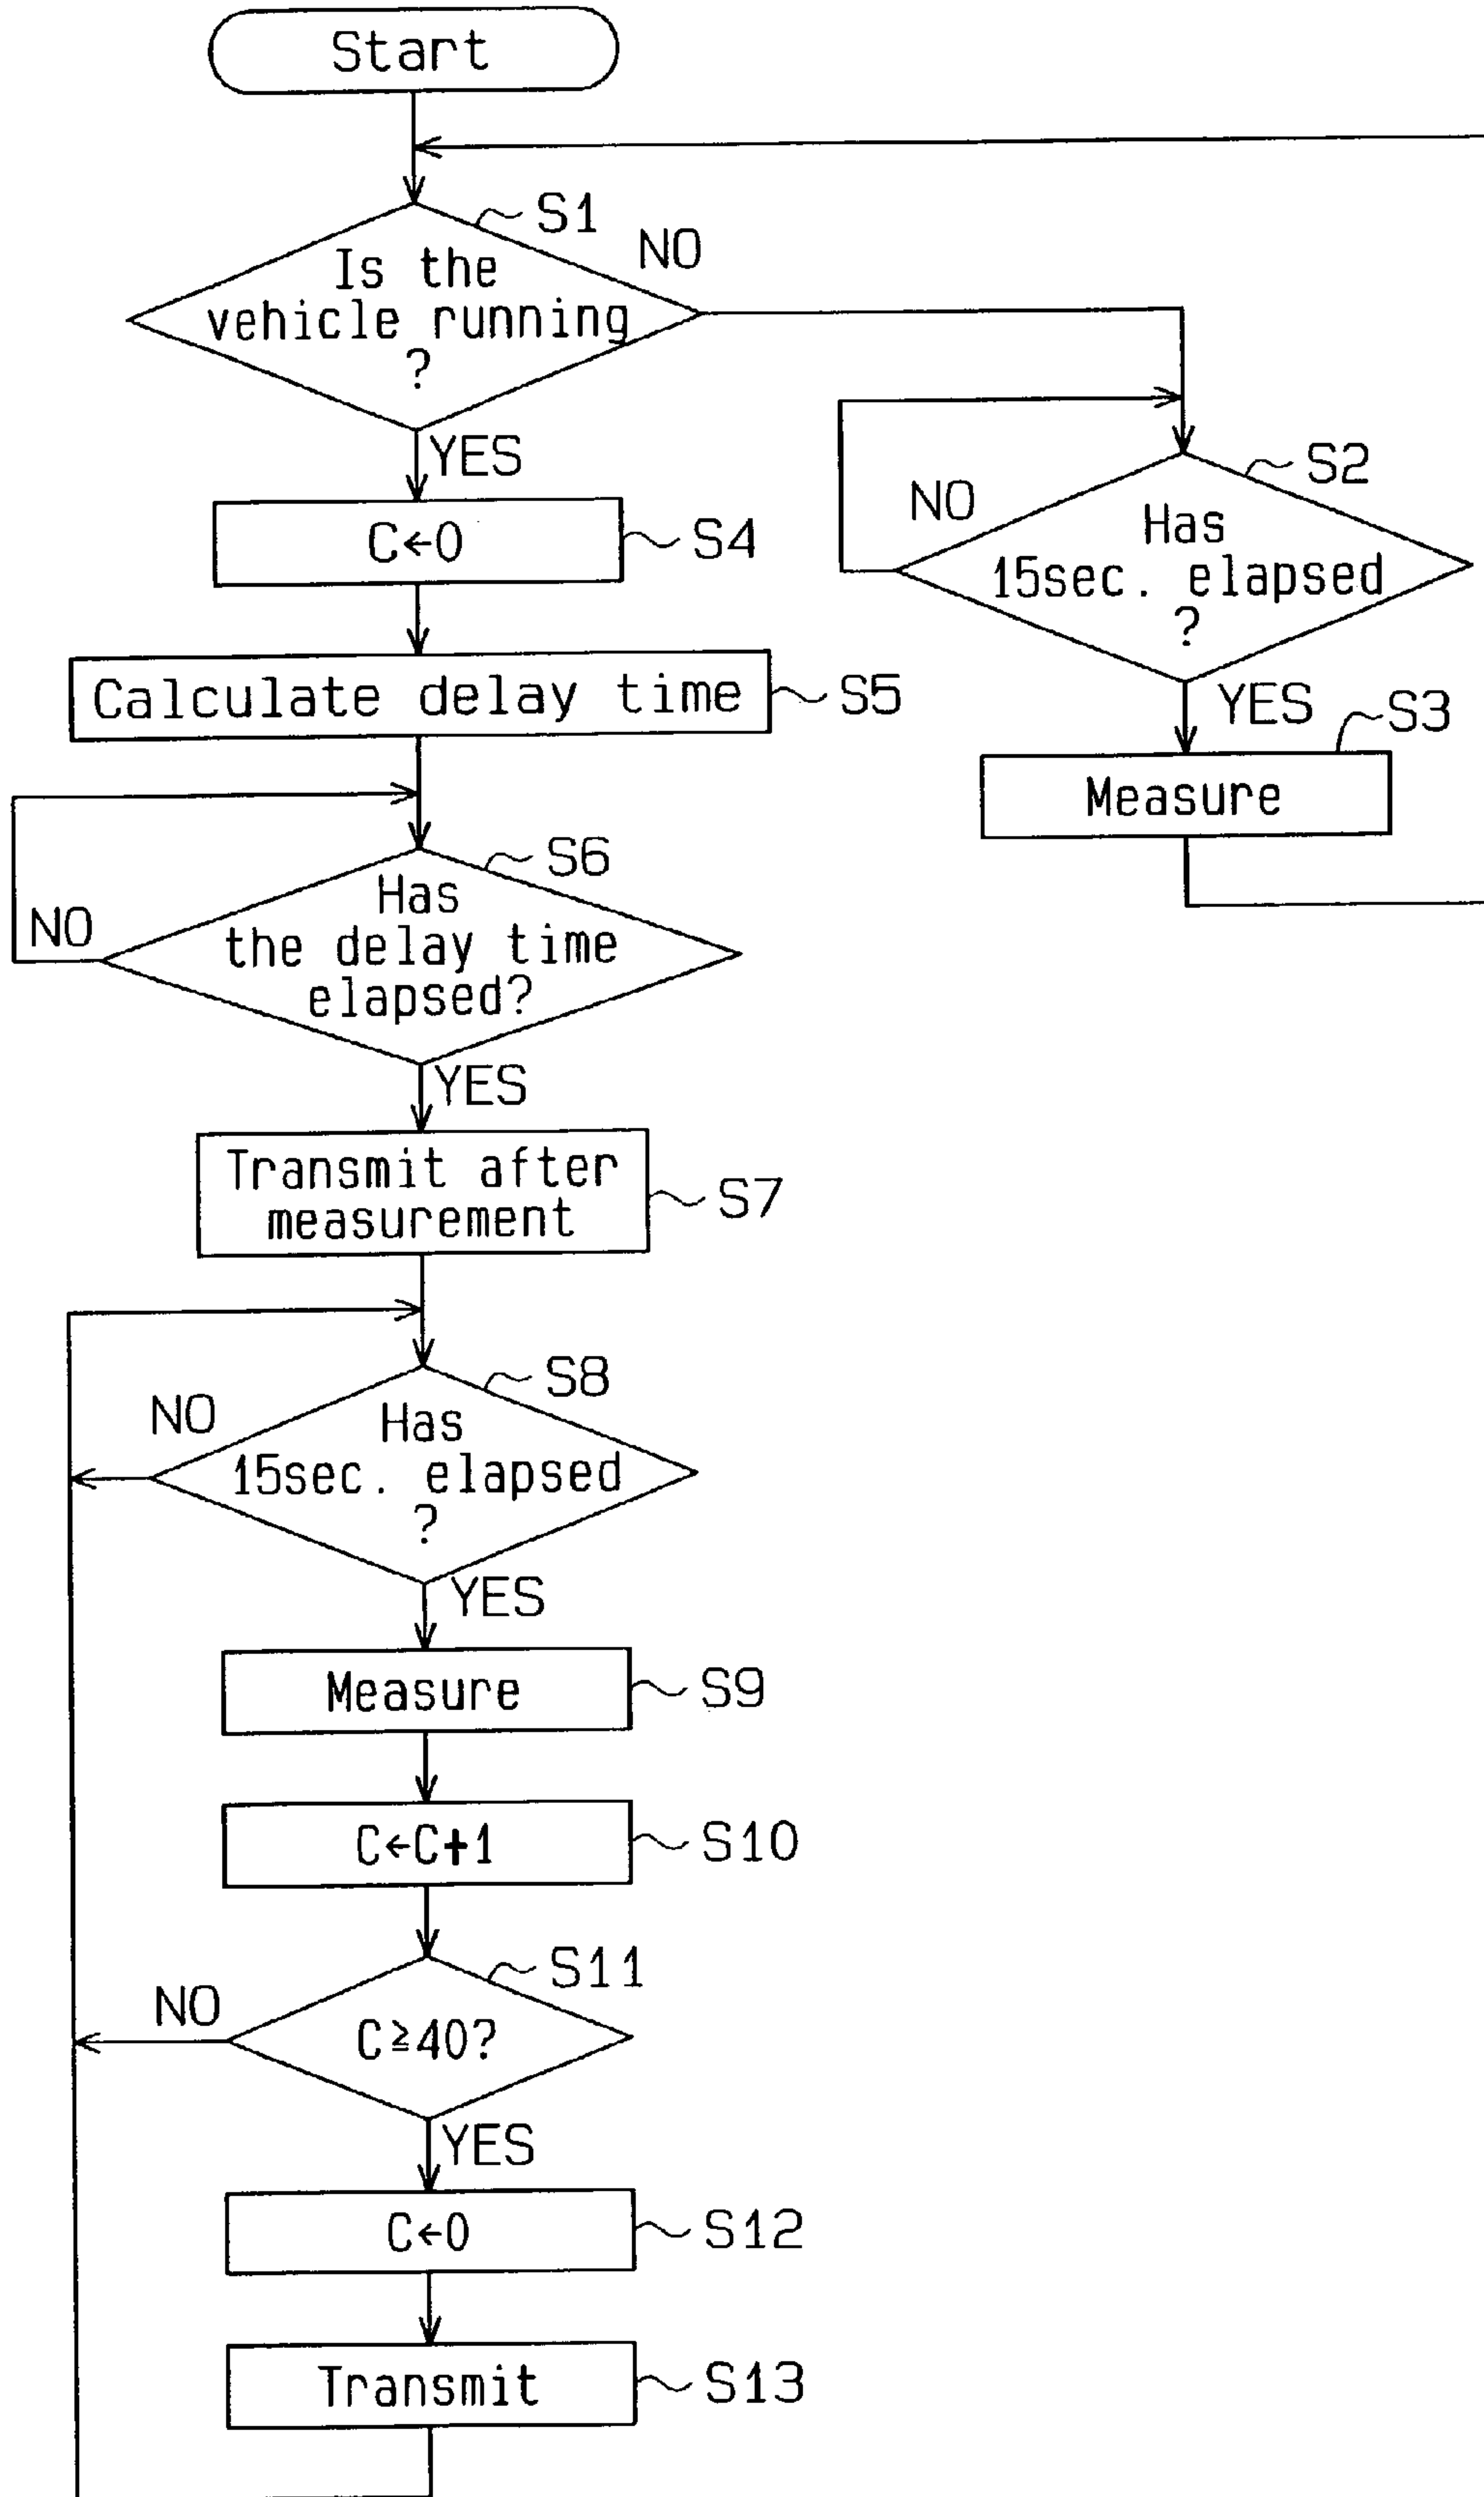 Start
S1
NO
Is the
vehicle running
?
YES
S2
NO
Has
15sec. elapsed
?
YES
S3
Measure
C←0
S4
Calculate delay time
S5
S6
Has
the delay time
elapsed?
NO
YES
Transmit after
measurement
S7
S8
NO
Has
15sec. elapsed
?
YES
Measure
S9
C←C+1
S10
S11
NO
C≧40?
YES
C←0
S12
Transmit
S13